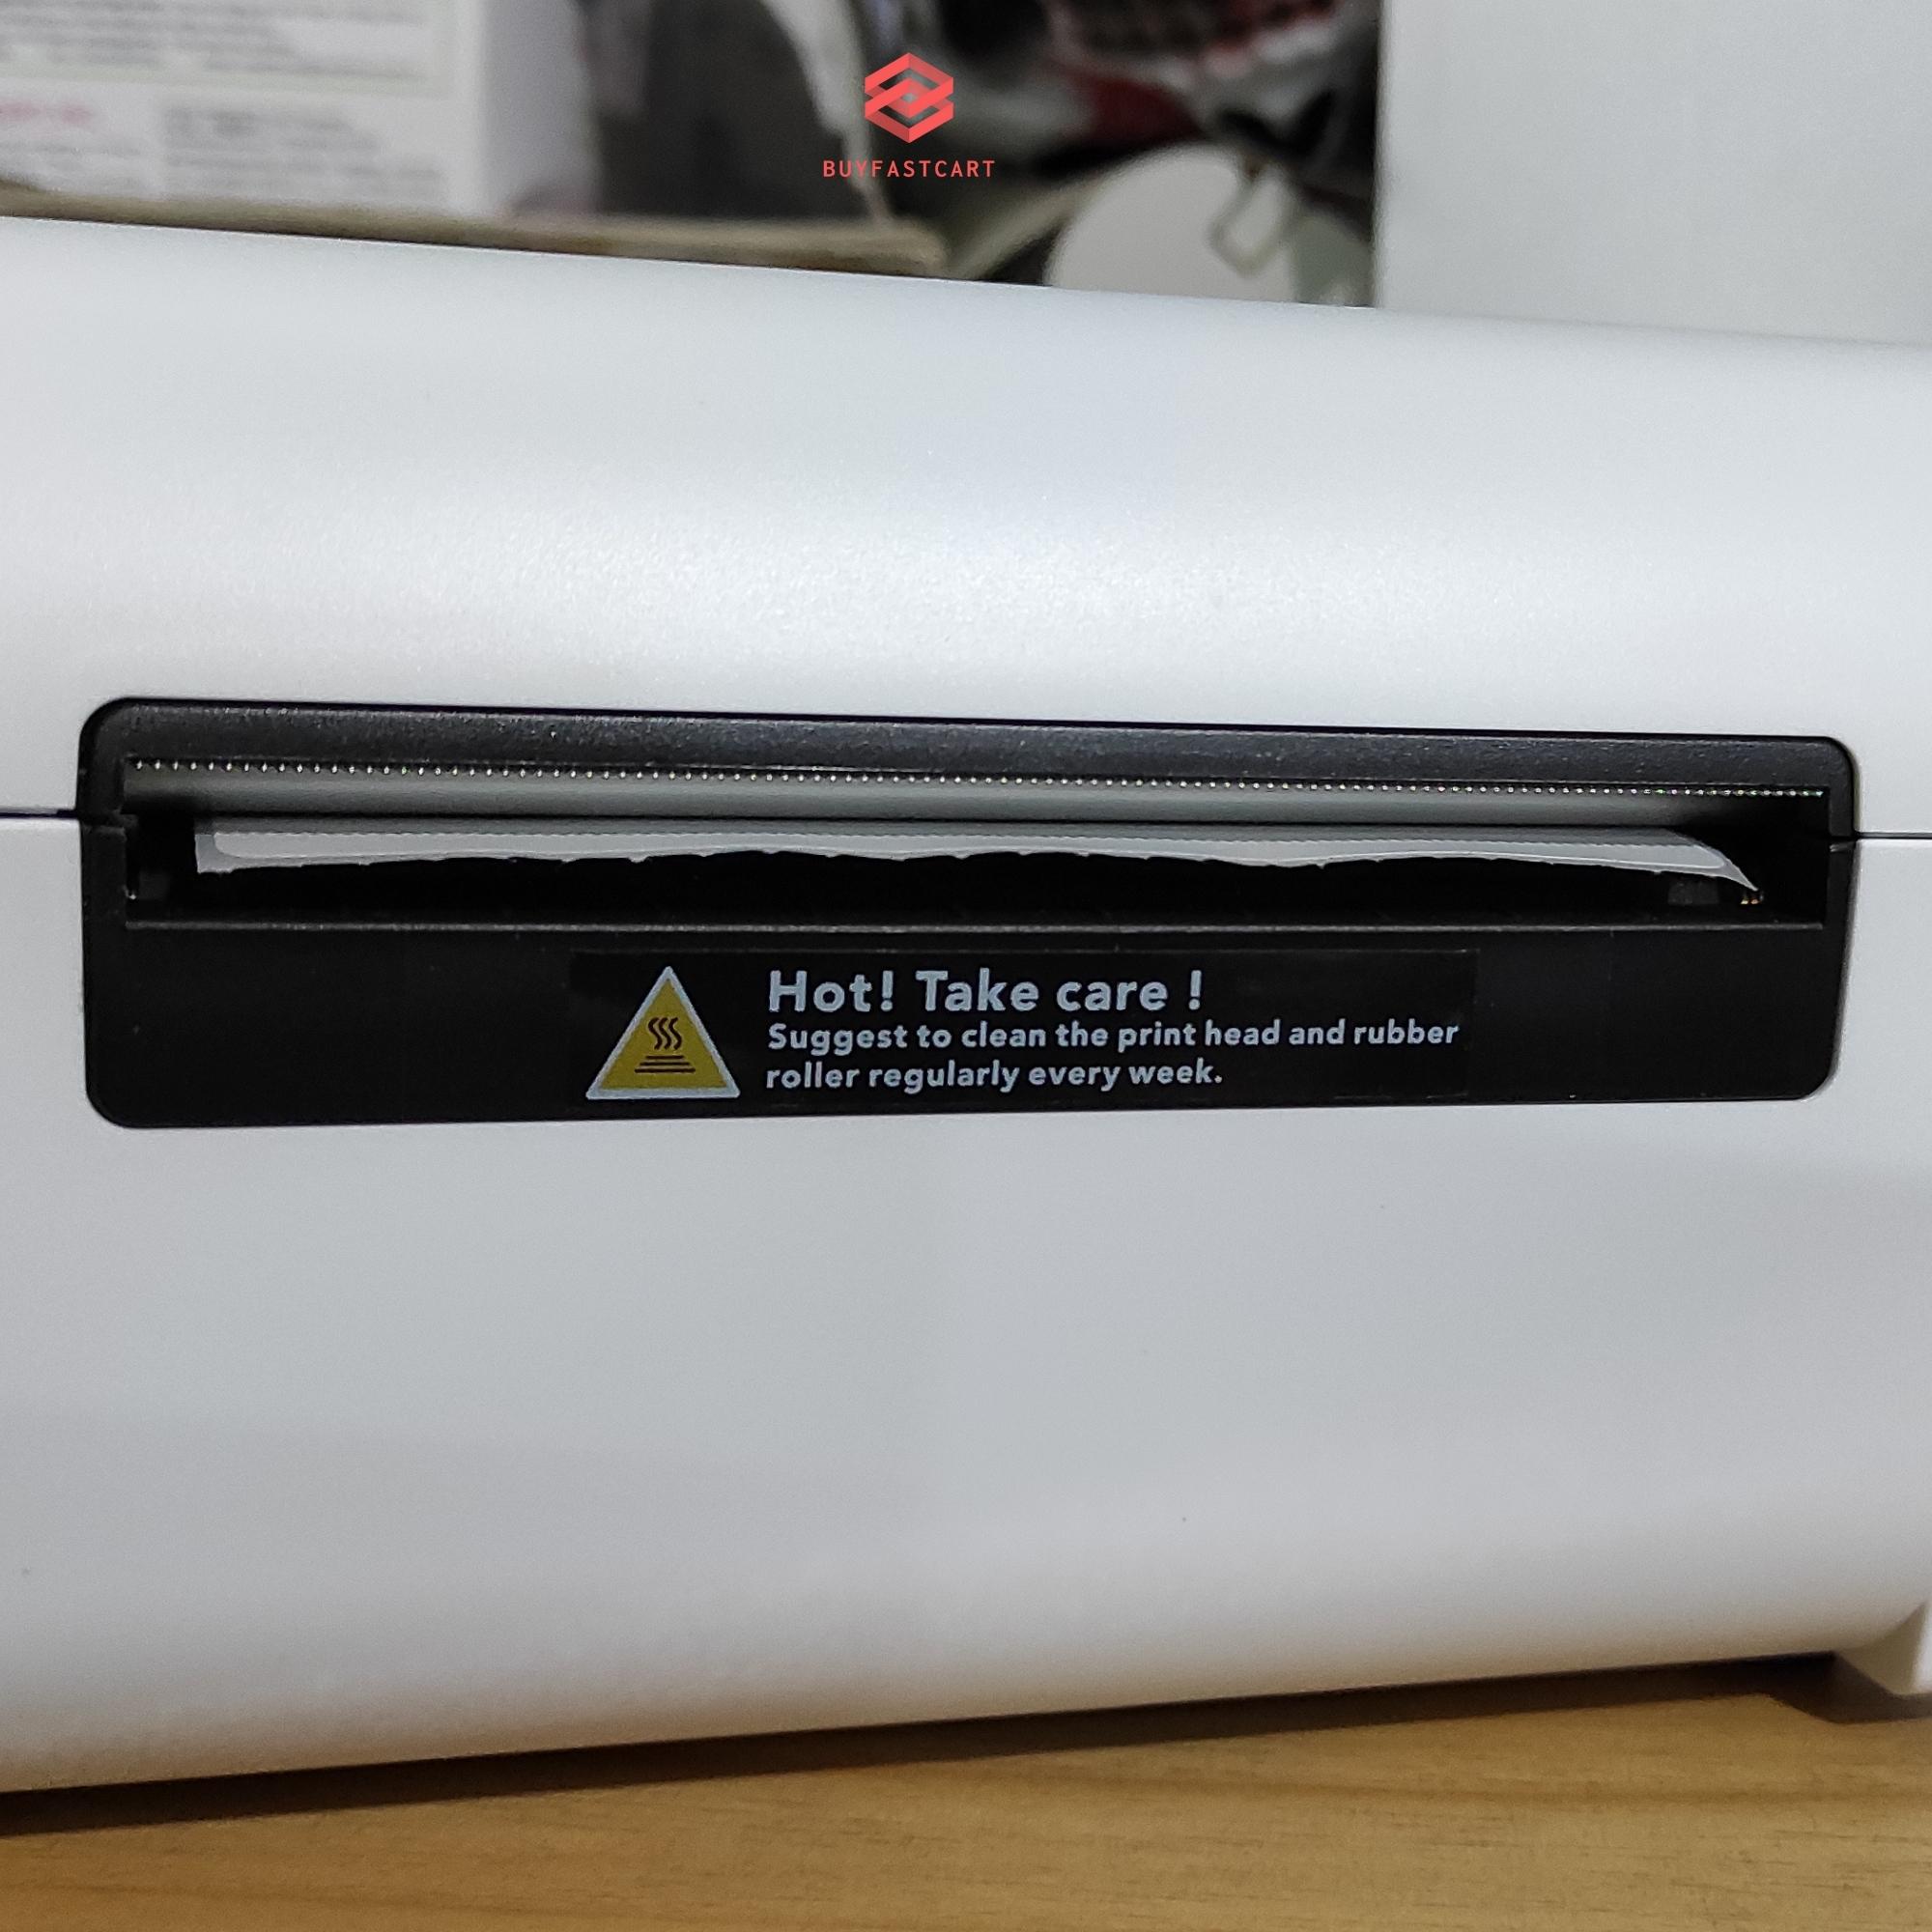 BUYFASTCART
Hot! Take care !
Suggest to clean the print head and rubber
roller regularly every week.